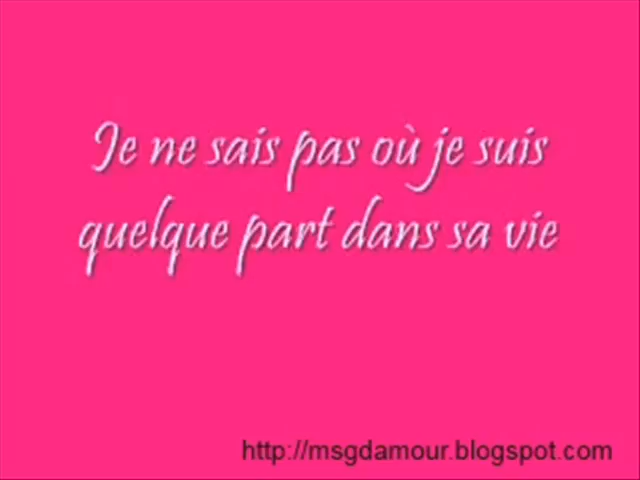 Je ne sais pas où je suis
quelque part dans sa vie
http://msgdamour.blogspot.com